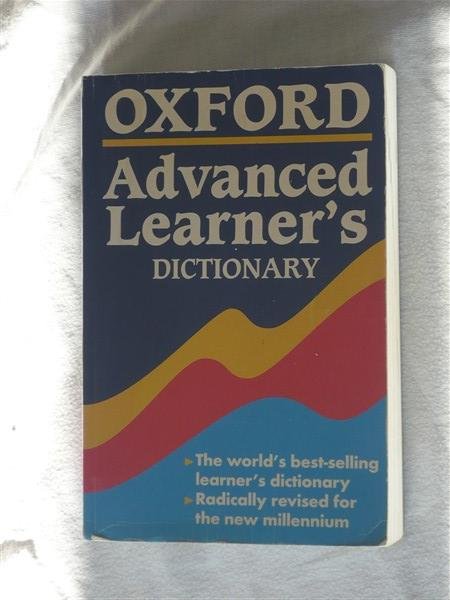 OXFORD
Advanced
Learner's
DICTIONARY
The world's best-selling
learner's dictionary
Radically revised for
the new millennium